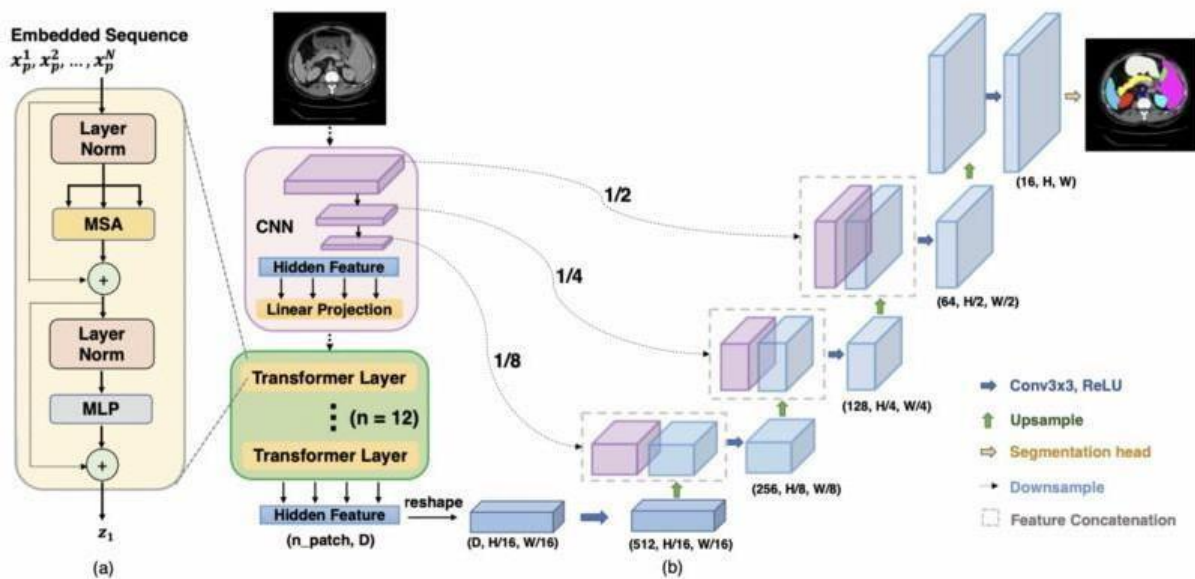 Embedded Sequence
x_p^1, x_p^2, ... , x_p^N
Layer
Norm
MSA
+
Layer
Norm
MLP
+
z_1
(a)
CNN
Hidden Feature
Linear Projection
Transformer Layer
(n = 12)
Transformer Layer
Hidden Feature
(n_patch, D)
reshape
(D, H/16, W/16)
(512, H/16, W/16)
(b)
1/2
1/4
1/8
(256, H/8, W/8)
(128, H/4, W/4)
(64, H/2, W/2)
(16, H, W)
Conv3x3, ReLU
Upsample
Segmentation head
Downsample
Feature Concatenation